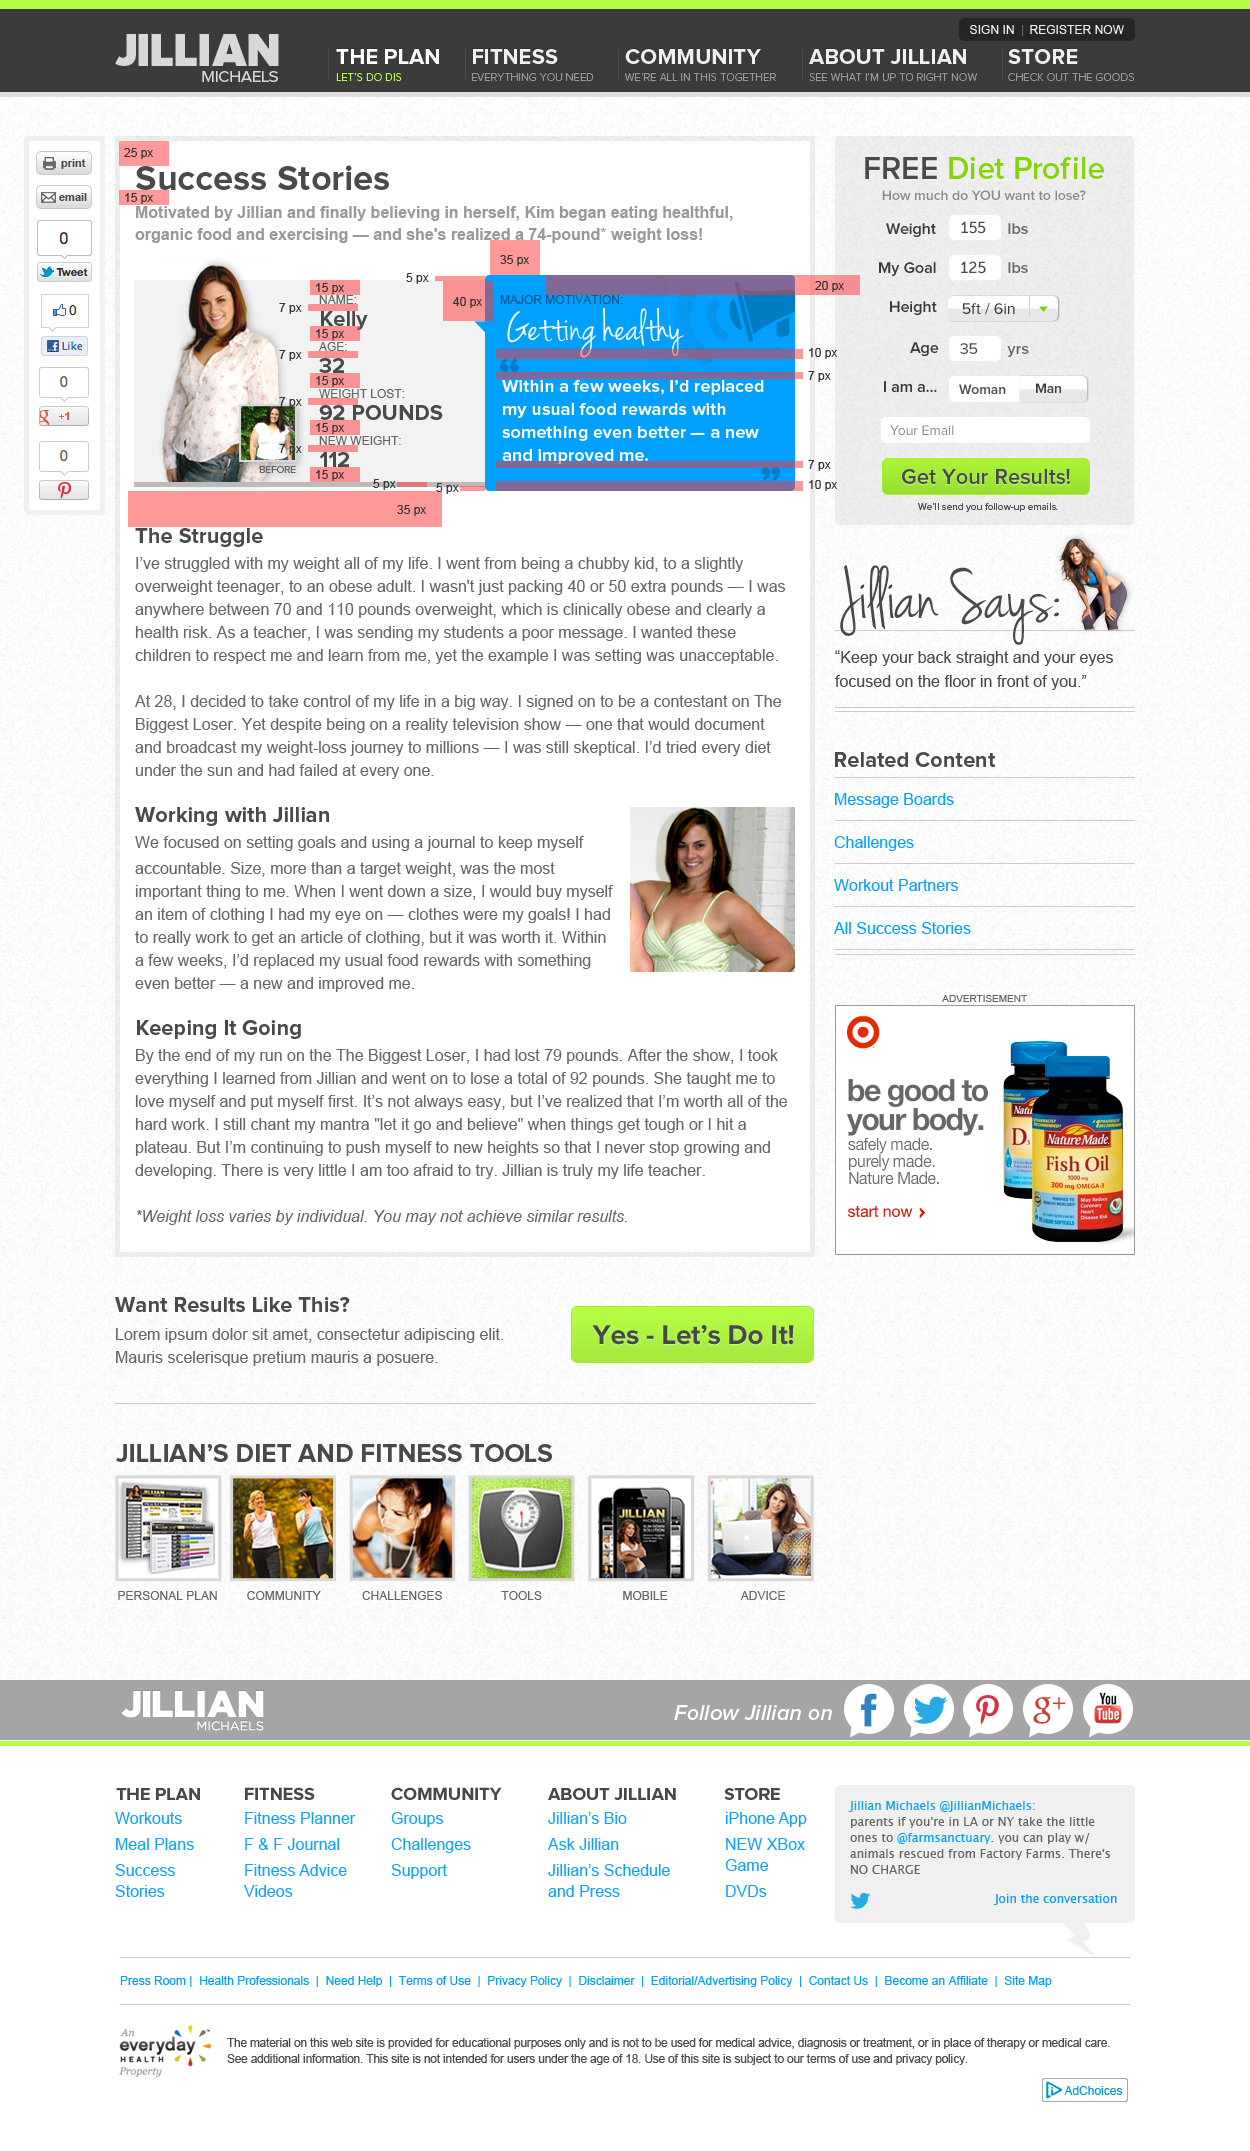 SIGN IN | REGISTER NOW
JILLIAN
MICHAELS
THE PLAN
LET'S DO DIS
FITNESS
EVERYTHING YOU NEED
COMMUNITY
WE'RE ALL IN THIS TOGETHER
ABOUT JILLIAN
SEE WHAT I'M UP TO RIGHT NOW
STORE
CHECK OUT THE GOODS
print
email
0
Tweet
0
Like
0
g +1
0
25 px
Success Stories
15 px
Motivated by Jillian and finally believing in herself, Kim began eating healthful,
organic food and exercising — and she's realized a 74-pound* weight loss!
35 px
5 px
20 px
15 px
40 px
NAME:
7 px
Kelly
15 px
AGE:
7 px
32
15 px
WEIGHT LOST:
7 px
92 POUNDS
15 px
NEW WEIGHT:
7 px
112
15 px
BEFORE
5 px
5 px
35 px
MAJOR MOTIVATION:
Getting healthy
10 px
7 px
“
Within a few weeks, I’d replaced
my usual food rewards with
something even better — a new
and improved me.
”
7 px
10 px
The Struggle
I’ve struggled with my weight all of my life. I went from being a chubby kid, to a slightly
overweight teenager, to an obese adult. I wasn't just packing 40 or 50 extra pounds — I was
anywhere between 70 and 110 pounds overweight, which is clinically obese and clearly a
health risk. As a teacher, I was sending my students a poor message. I wanted these
children to respect me and learn from me, yet the example I was setting was unacceptable.
At 28, I decided to take control of my life in a big way. I signed on to be a contestant on The
Biggest Loser. Yet despite being on a reality television show — one that would document
and broadcast my weight-loss journey to millions — I was still skeptical. I’d tried every diet
under the sun and had failed at every one.
Working with Jillian
We focused on setting goals and using a journal to keep myself
accountable. Size, more than a target weight, was the most
important thing to me. When I went down a size, I would buy myself
an item of clothing I had my eye on — clothes were my goals! I had
to really work to get an article of clothing, but it was worth it. Within
a few weeks, I’d replaced my usual food rewards with something
even better — a new and improved me.
Keeping It Going
By the end of my run on the The Biggest Loser, I had lost 79 pounds. After the show, I took
everything I learned from Jillian and went on to lose a total of 92 pounds. She taught me to
love myself and put myself first. It’s not always easy, but I’ve realized that I’m worth all of the
hard work. I still chant my mantra "let it go and believe" when things get tough or I hit a
plateau. But I’m continuing to push myself to new heights so that I never stop growing and
developing. There is very little I am too afraid to try. Jillian is truly my life teacher.
*Weight loss varies by individual. You may not achieve similar results.
FREE Diet Profile
How much do YOU want to lose?
Weight 155 lbs
My Goal 125 lbs
Height 5ft / 6in
Age 35 yrs
I am a... Woman Man
Your Email
Get Your Results!
We’ll send you follow-up emails.
Jillian Says:
“Keep your back straight and your eyes
focused on the floor in front of you.”
Related Content
Message Boards
Challenges
Workout Partners
All Success Stories
ADVERTISEMENT
be good to
your body.
safely made.
purely made.
Nature Made.
start now
Natu
D3
Nature Made
Fish Oil
1000 mg
300 mg OMEGA-3
May Reduce
Coronary
Heart
Disease Risk
Want Results Like This?
Lorem ipsum dolor sit amet, consectetur adipiscing elit.
Mauris scelerisque pretium mauris a posuere.
Yes - Let’s Do It!
JILLIAN’S DIET AND FITNESS TOOLS
JILLIAN
PERSONAL PLAN
COMMUNITY
CHALLENGES
TOOLS
MOBILE
ADVICE
JILLIAN
MICHAELS
Follow Jillian on
f
g+
You
Tube
THE PLAN
Workouts
Meal Plans
Success
Stories
FITNESS
Fitness Planner
F & F Journal
Fitness Advice
Videos
COMMUNITY
Groups
Challenges
Support
ABOUT JILLIAN
Jillian’s Bio
Ask Jillian
Jillian’s Schedule
and Press
STORE
iPhone App
NEW XBox
Game
DVDs
Jillian Michaels @JillianMichaels:
parents if you're in LA or NY take the little
ones to @farmsanctuary. you can play w/
animals rescued from Factory Farms. There's
NO CHARGE
Join the conversation
Press Room | Health Professionals | Need Help | Terms of Use | Privacy Policy | Disclaimer | Editorial/Advertising Policy | Contact Us | Become an Affiliate | Site Map
An
everyday
HEALTH
Property
The material on this web site is provided for educational purposes only and is not to be used for medical advice, diagnosis or treatment, or in place of therapy or medical care.
See additional information. This site is not intended for users under the age of 18. Use of this site is subject to our terms of use and privacy policy.
AdChoices